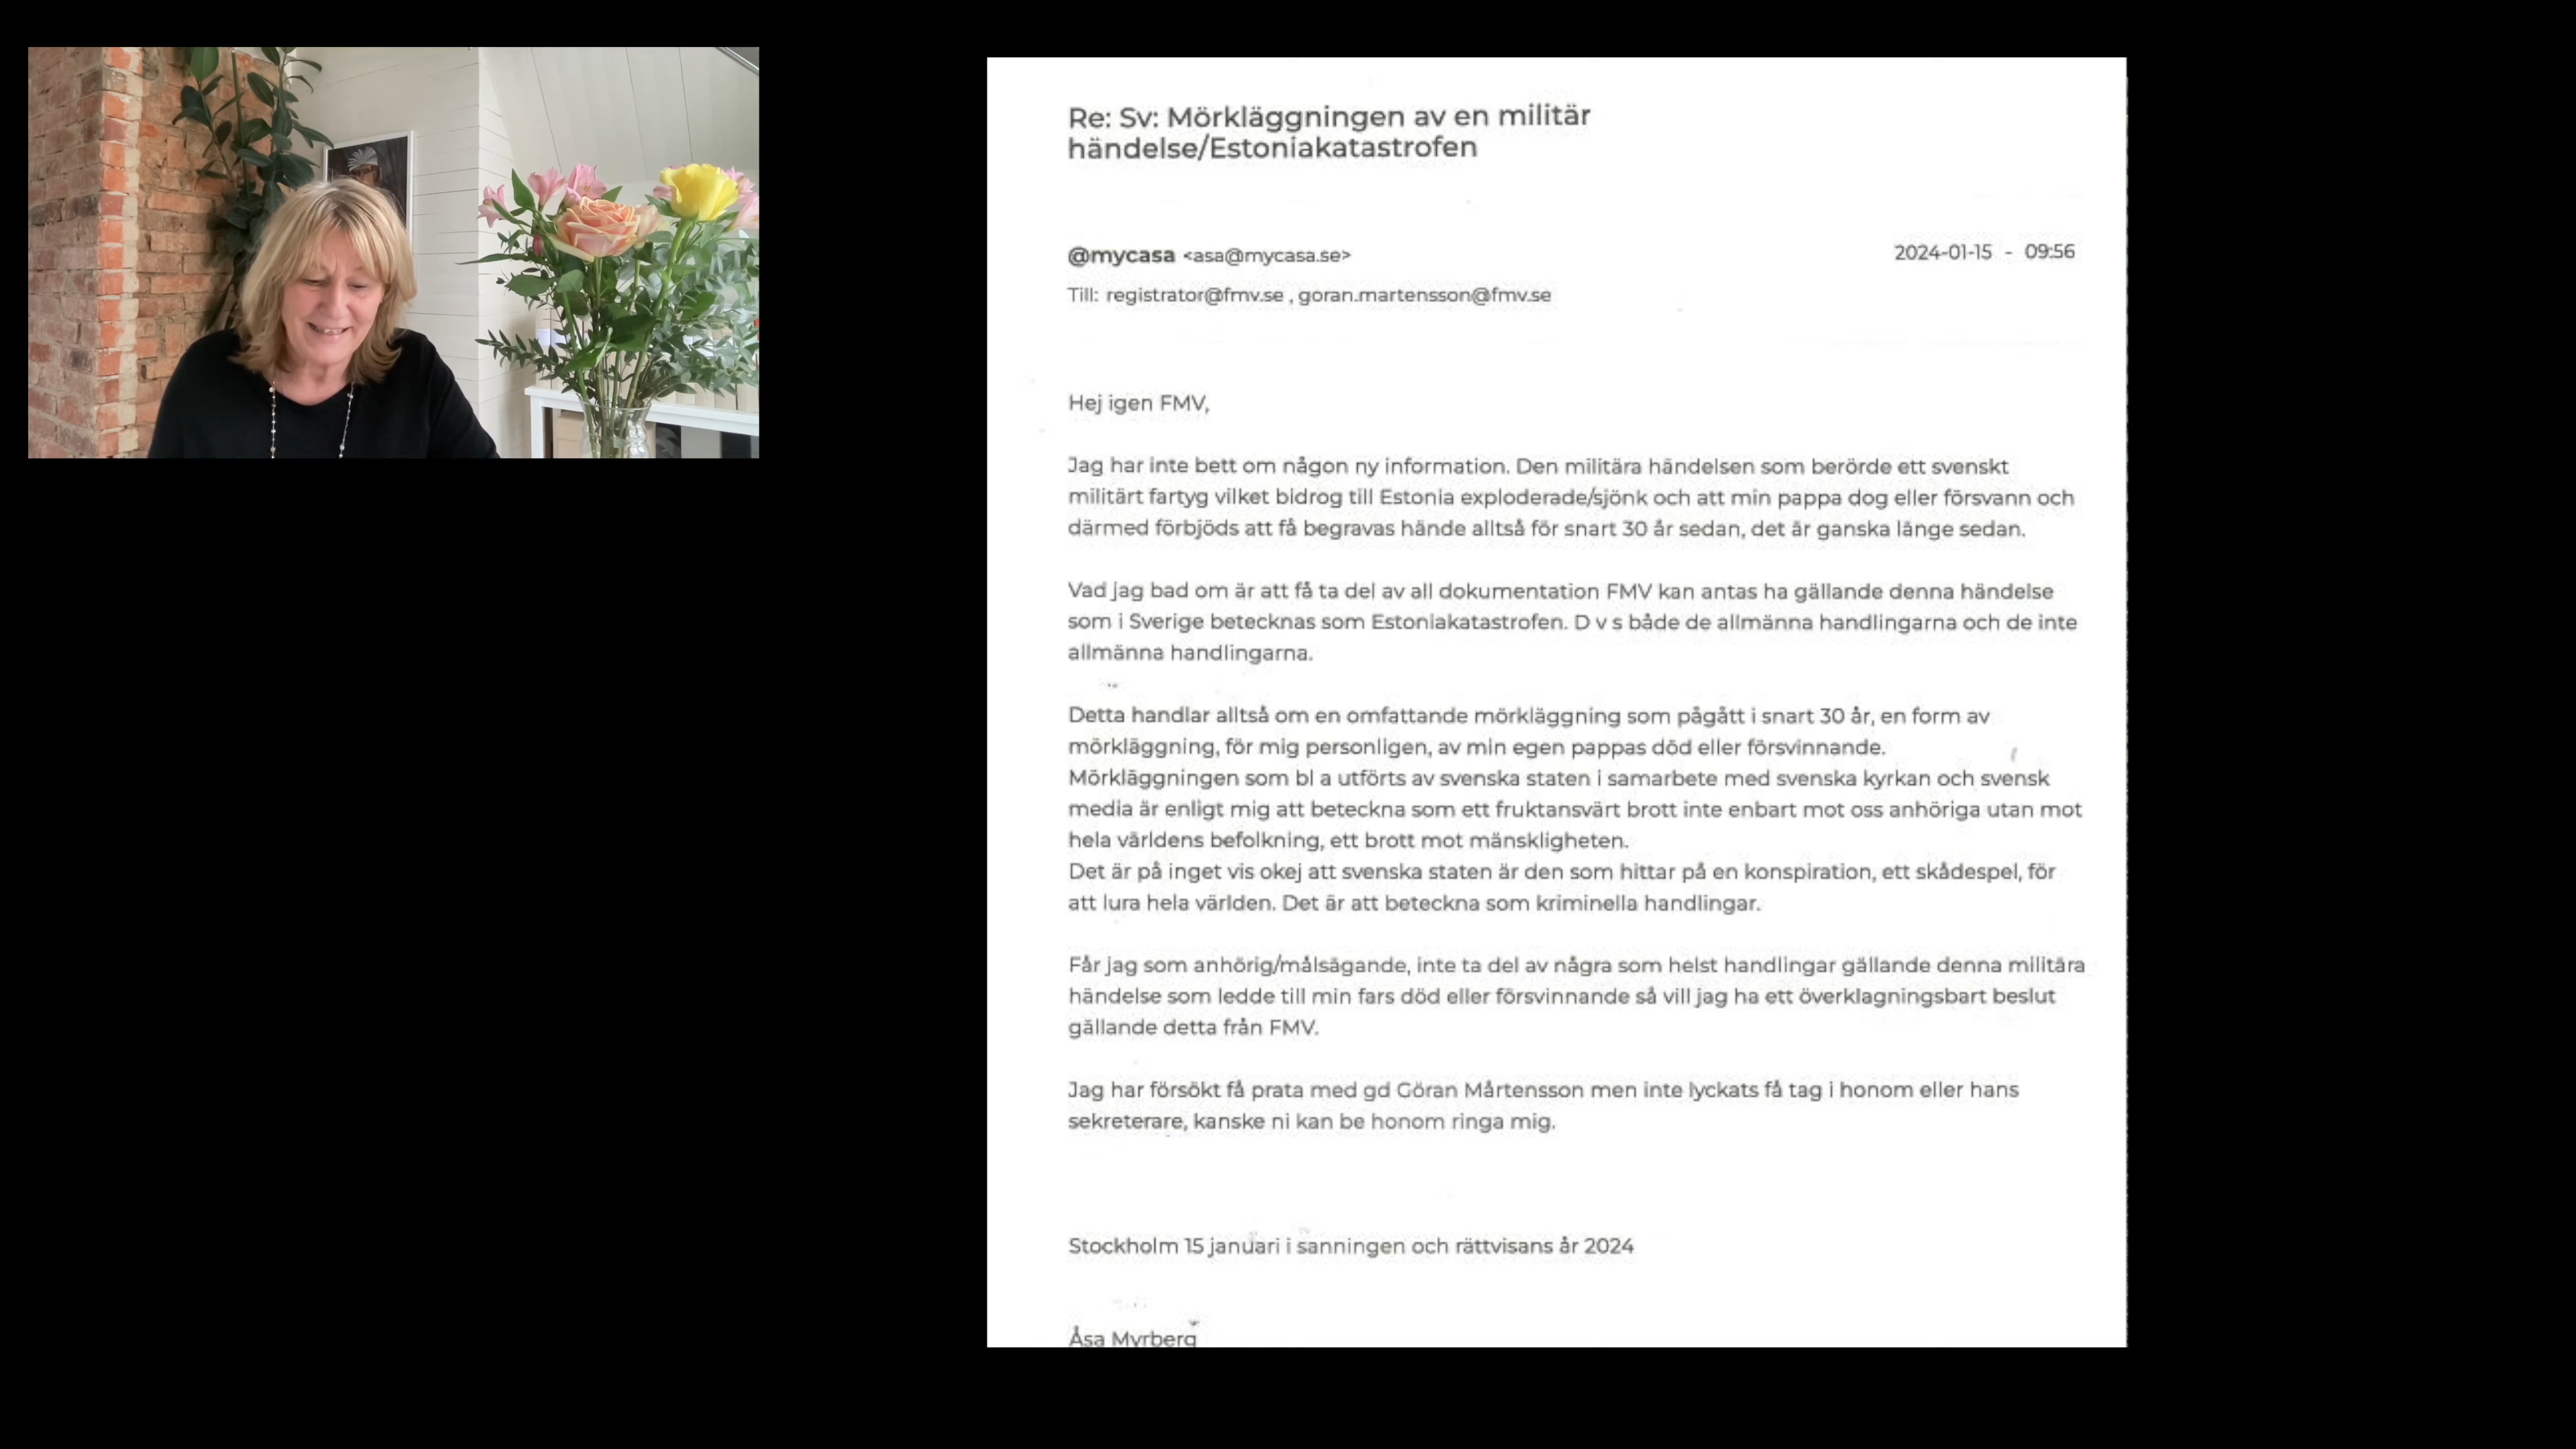 Re: Sv: Mörkläggningen av en militär
händelse/Estoniakatastrofen
@mycasa <asa@mycasa.se>
2024-01-15 - 09:56
Till: registrator@fmv.se , goran.martensson@fmv.se
Hej igen FMV,
Jag har inte bett om någon ny information. Den militära händelsen som berörde ett svenskt
militärt fartyg vilket bidrog till Estonia exploderade/sjönk och att min pappa dog eller försvann och
därmed förbjöds att få begravas hände alltså för snart 30 år sedan, det är ganska länge sedan.
Vad jag bad om är att få ta del av all dokumentation FMV kan antas ha gällande denna händelse
som i Sverige betecknas som Estoniakatastrofen. D v s både de allmänna handlingarna och de inte
allmänna handlingarna.
Detta handlar alltså om en omfattande mörkläggning som pågått i snart 30 år, en form av
mörkläggning, för mig personligen, av min egen pappas död eller försvinnande.
Mörkläggningen som bl a utförts av svenska staten i samarbete med svenska kyrkan och svensk
media är enligt mig att beteckna som ett fruktansvärt brott inte enbart mot oss anhöriga utan mot
hela världens befolkning, ett brott mot mänskligheten.
Det är på inget vis okej att svenska staten är den som hittar på en konspiration, ett skådespel, för
att lura hela världen. Det är att beteckna som kriminella handlingar.
Får jag som anhörig/målsägande, inte ta del av några som helst handlingar gällande denna militära
händelse som ledde till min fars död eller försvinnande så vill jag ha ett överklagningsbart beslut
gällande detta från FMV.
Jag har försökt få prata med gd Göran Mårtensson men inte lyckats få tag i honom eller hans
sekreterare, kanske ni kan be honom ringa mig.
Stockholm 15 januari i sanningen och rättvisans år 2024
Åsa Myrberg